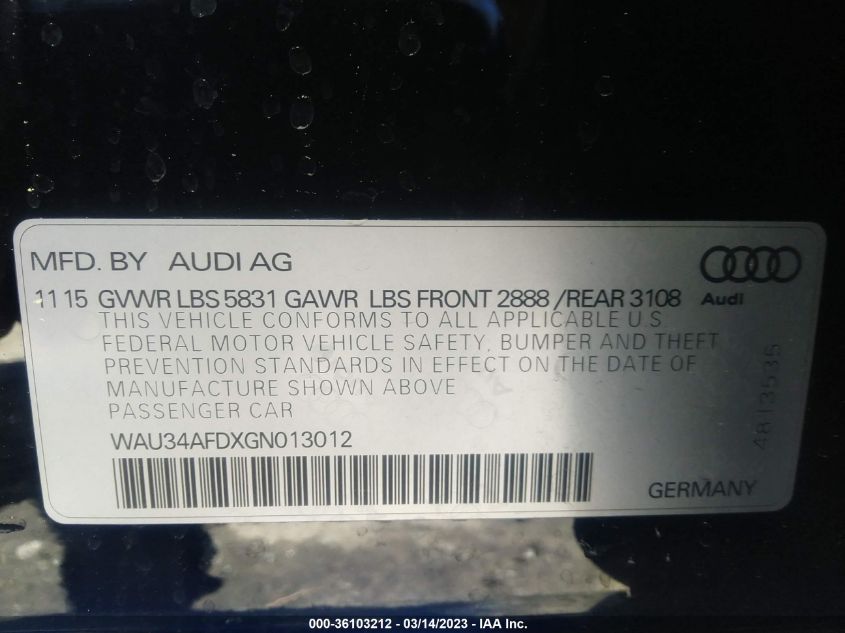 MFD. BY AUDI AG
11 15 GVWR LBS 5831 GAWR LBS FRONT 2888 / REAR 3108
Audi
THIS VEHICLE CONFORMS TO ALL APPLICABLE U.S.
FEDERAL MOTOR VEHICLE SAFETY, BUMPER AND THEFT
PREVENTION STANDARDS IN EFFECT ON THE DATE OF
MANUFACTURE SHOWN ABOVE
PASSENGER CAR
4813535
WAU34AFDXGN013012
GERMANY
000-36103212 - 03/14/2023 - IAA Inc.